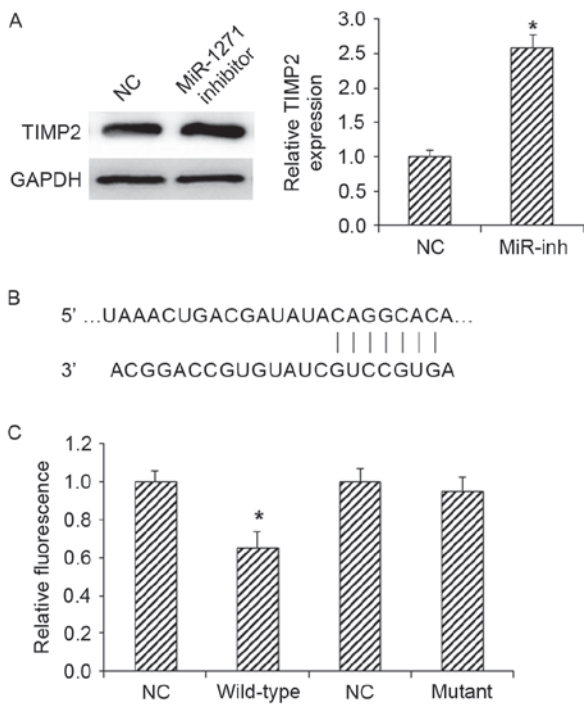 A
NC
MiR-1271
inhibitor
TIMP2
GAPDH
Relative TIMP2
expression
3.0
2.5
2.0
1.5
1.0
0.5
0.0
*
NC
MiR-inh
B
5' ...UAAACUGACGAUAUACAGGCACA...
3' ACGGACCGUGUAUCGUCCGUGA
C
Relative fluorescence
1.2
1.0
0.8
0.6
0.4
0.2
0.0
*
NC
Wild-type
NC
Mutant